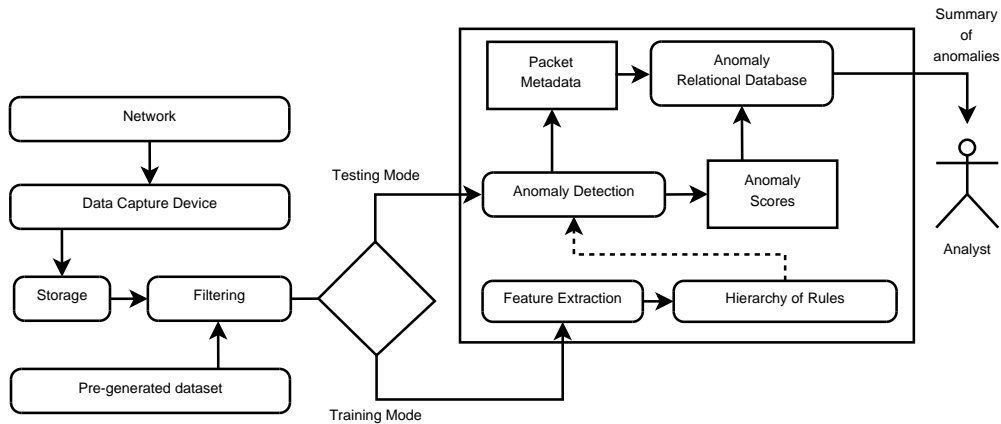 Summary
of
anomalies
Packet
Metadata
Anomaly
Relational Database
Network
Testing Mode
Anomaly Detection
Anomaly
Scores
Data Capture Device
Analyst
Storage
Filtering
Feature Extraction
Hierarchy of Rules
Pre-generated dataset
Training Mode